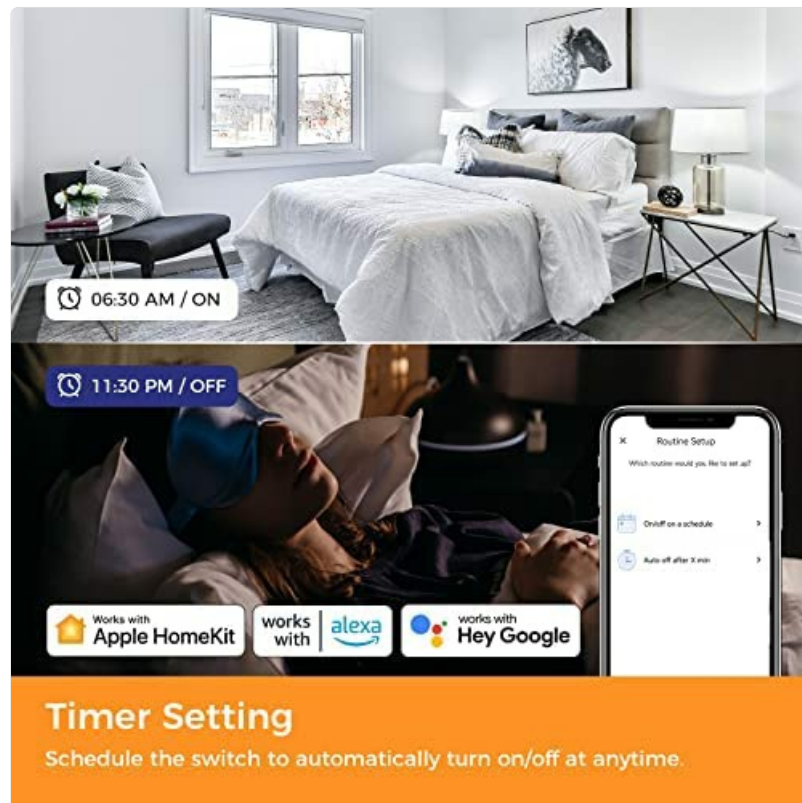 06:30 AM / ON
11:30 PM / OFF
Routine Setup
Which routine would you like to set up?
On/off on a schedule
Auto off after X min
Works with
Apple HomeKit
works with alexa
works with
Hey Google
Timer Setting
Schedule the switch to automatically turn on/off at anytime.